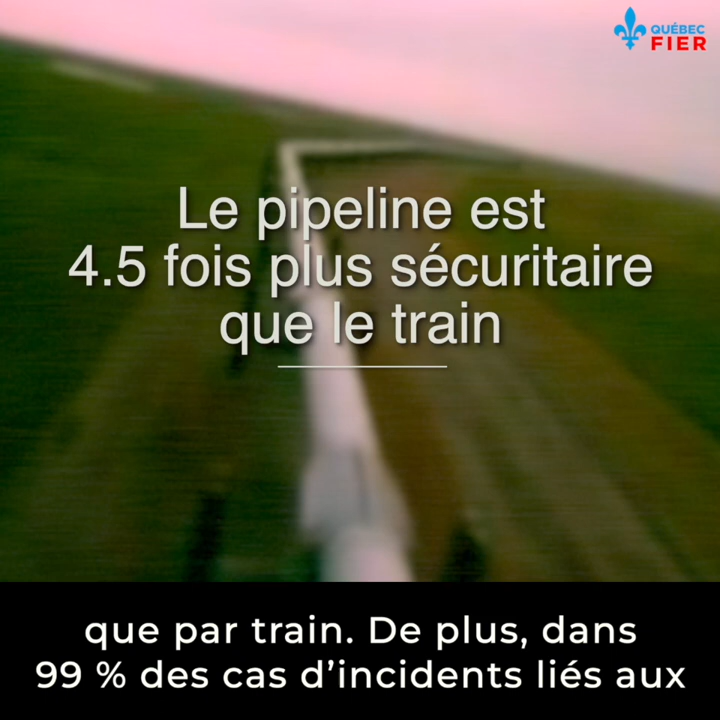 QUÉBEC
FIER
Le pipeline est
4.5 fois plus sécuritaire
que le train
que par train. De plus, dans
99 % des cas d'incidents liés aux